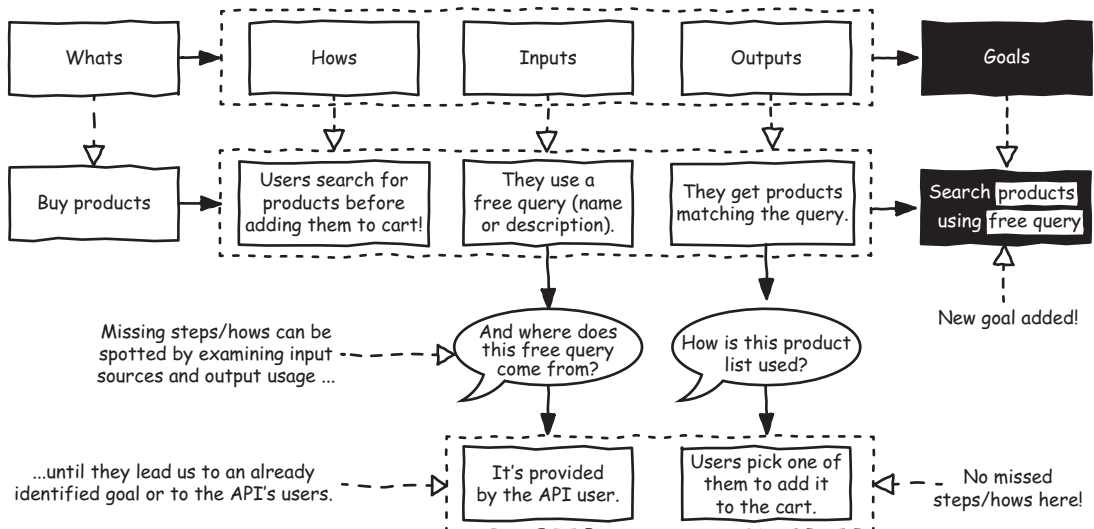 Whats
Hows
Inputs
Outputs
Goals
Buy products
Users search for
products before
adding them to cart!
They use a
free query (name
or description).
They get products
matching the query.
Search products
using free query
New goal added!
Missing steps/hows can be
spotted by examining input
sources and output usage ...
And where does
this free query
come from?
How is this product
list used?
...until they lead us to an already
identified goal or to the API's users.
It's provided
by the API user.
Users pick one of
them to add it
to the cart.
No missed
steps/hows here!